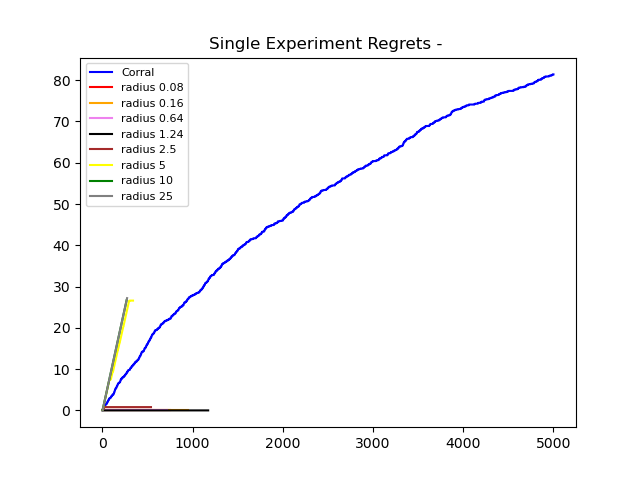 Single Experiment Regrets -
Corral
radius 0.08
radius 0.16
radius 0.64
radius 1.24
radius 2.5
radius 5
radius 10
radius 25
80
70
60
50
40
30
20
10
0
0 1000 2000 3000 4000 5000